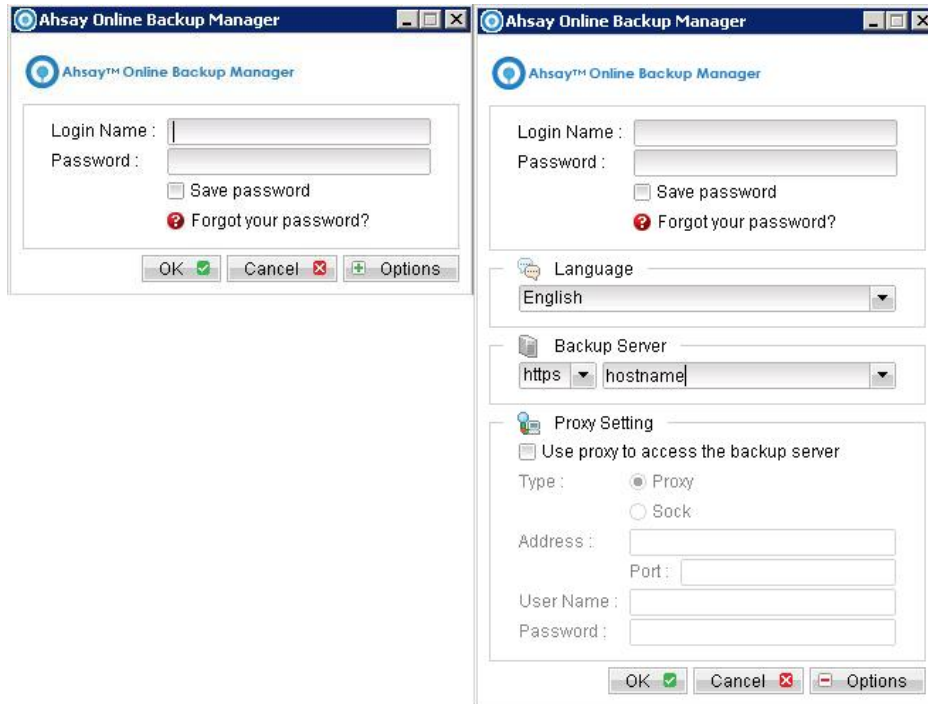 Ahsay Online Backup Manager
Ahsay™ Online Backup Manager
Login Name :
Password :
Save password
Forgot your password?
OK Cancel Options
Ahsay Online Backup Manager
Ahsay™ Online Backup Manager
Login Name :
Password :
Save password
Forgot your password?
Language
English
Backup Server
https hostname
Proxy Setting
Use proxy to access the backup server
Type : Proxy
Sock
Address :
Port :
User Name :
Password :
OK Cancel Options